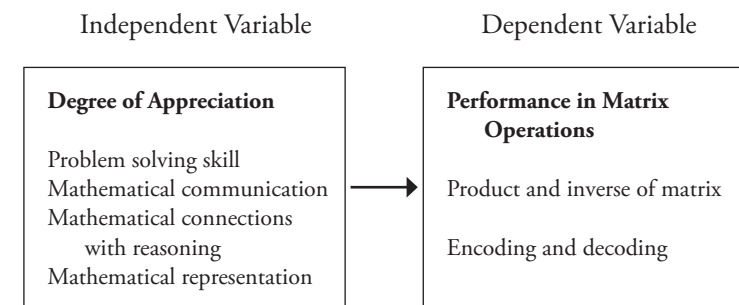 Independent Variable
Dependent Variable
Degree of Appreciation
Problem solving skill
Mathematical communication
Mathematical connections
with reasoning
Mathematical representation
Performance in Matrix
Operations
Product and inverse of matrix
Encoding and decoding